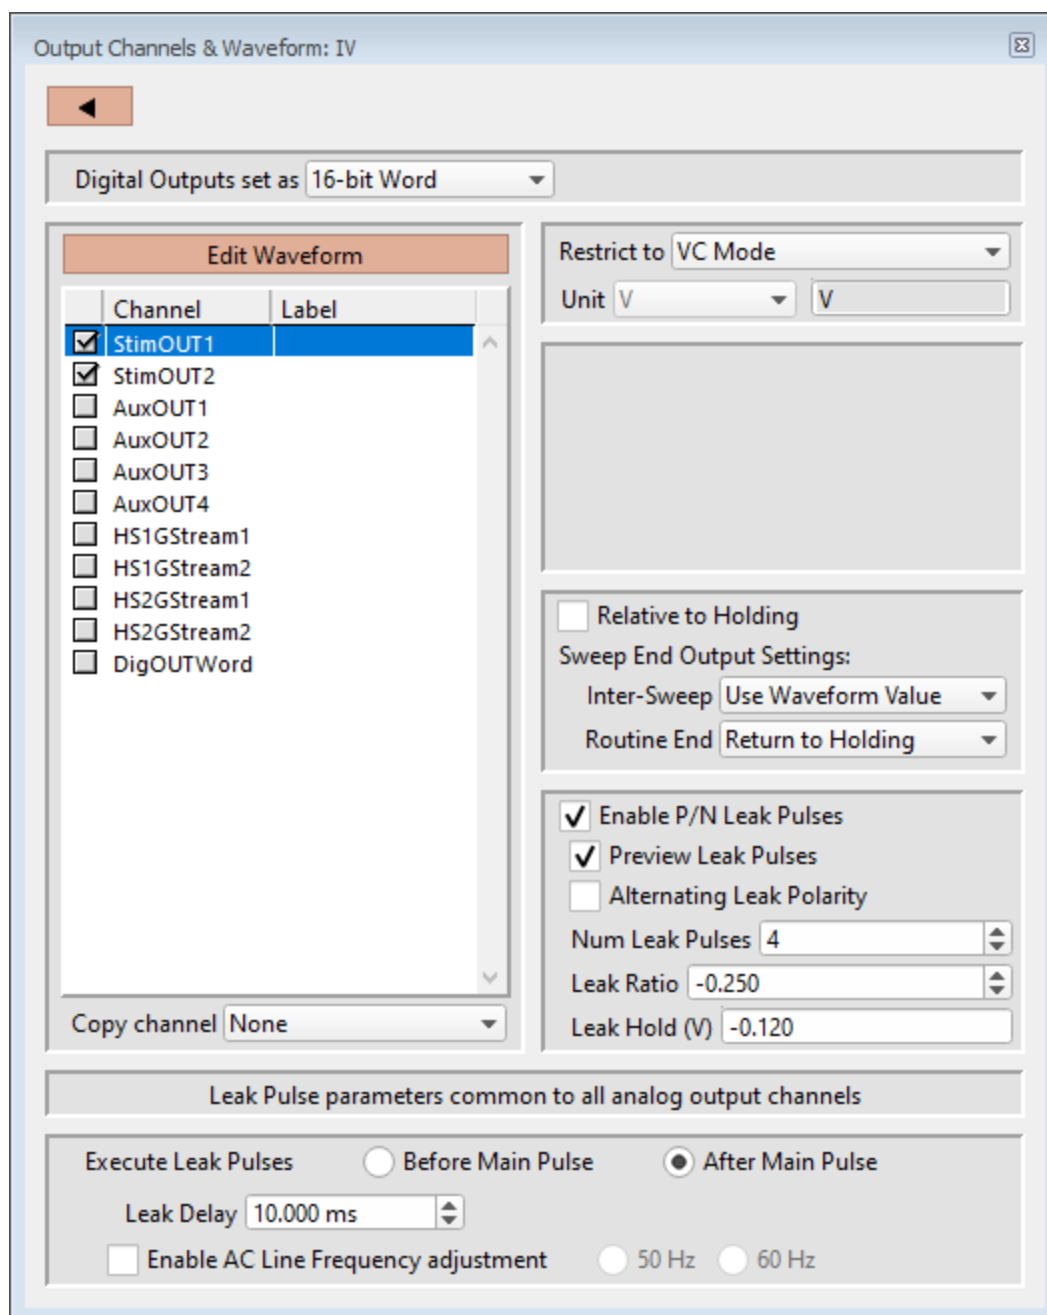 Output Channels & Waveform: IV
Digital Outputs set as 16-bit Word
Edit Waveform
Channel Label
StimOUT1
StimOUT2
AuxOUT1
AuxOUT2
AuxOUT3
AuxOUT4
HS1GStream1
HS1GStream2
HS2GStream1
HS2GStream2
DigOUTWord
Copy channel None
Restrict to VC Mode
Unit V V
Relative to Holding
Sweep End Output Settings:
Inter-Sweep Use Waveform Value
Routine End Return to Holding
Enable P/N Leak Pulses
Preview Leak Pulses
Alternating Leak Polarity
Num Leak Pulses 4
Leak Ratio -0.250
Leak Hold (V) -0.120
Leak Pulse parameters common to all analog output channels
Execute Leak Pulses Before Main Pulse After Main Pulse
Leak Delay 10.000 ms
Enable AC Line Frequency adjustment 50 Hz 60 Hz